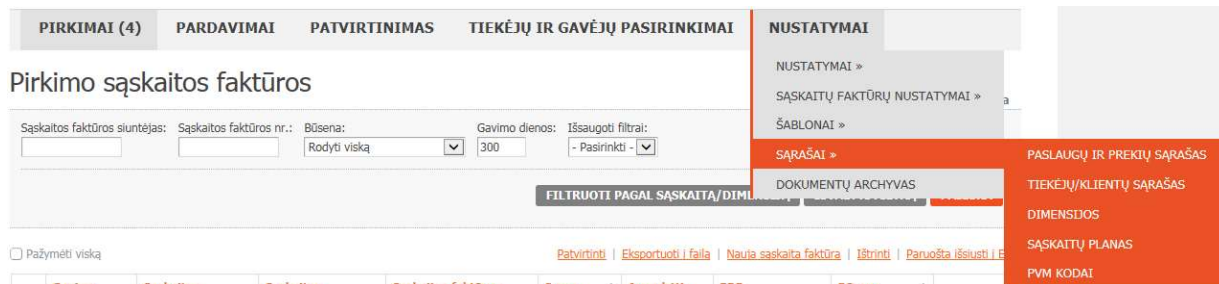 PIRKIMAI (4) PARDAVIMAI PATVIRTINIMAS TIEKĖJŲ IR GAVĖJŲ PASIRINKIMAI NUSTATYMAI
Pirkimo sąskaitos faktūros
NUSTATYMAI »
SĄSKAITŲ FAKTŪRŲ NUSTATYMAI »
ŠABLONAI »
SĄRAŠAI »
DOKUMENTŲ ARCHYVAS
PASLAUGŲ IR PREKIŲ SĄRAŠAS
TIEKĖJŲ/KLIENTŲ SĄRAŠAS
DIMENSIJOS
SĄSKAITŲ PLANAS
PVM KODAI
Sąskaitos faktūros siuntėjas: Sąskaitos faktūros nr.: Būsena: Gavimo dienos: Išsaugoti filtrai:
Rodyti viską 300 - Pasirinkti -
FILTRUOTI PAGAL SĄSKAITĄ/DIM
Pažymėti viską
Patvirtinti | Eksportuoti į failą | Nauja sąskaita faktūra | Ištrinti | Paruošta išsiųsti į E